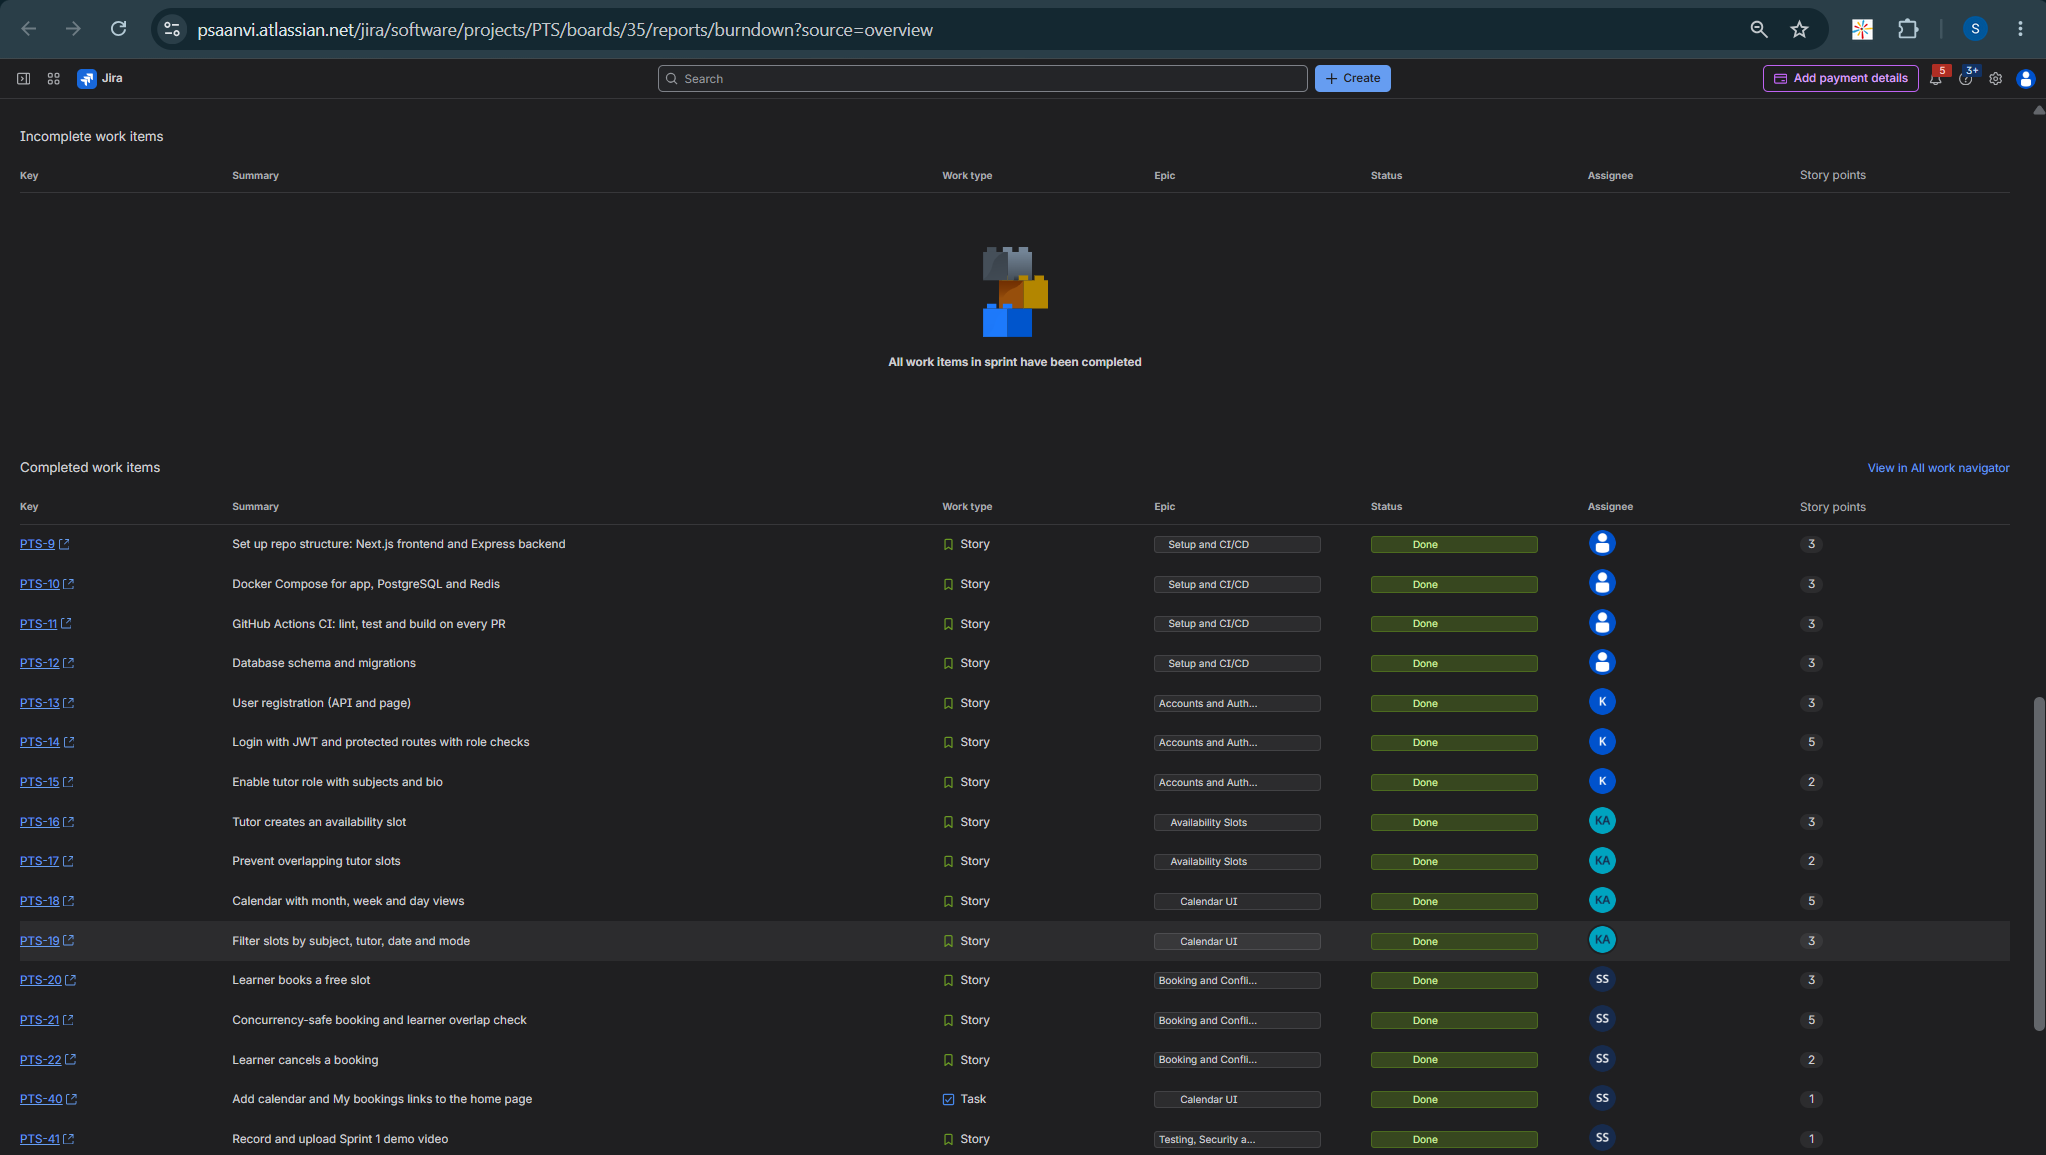 psaanvi.atlassian.net/jira/software/projects/PTS/boards/35/reports/burndown?source=overview
S
Jira
Search
+ Create
Add payment details
5
3+
Incomplete work items
Key Summary Work type Epic Status Assignee Story points
All work items in sprint have been completed
Completed work items
View in All work navigator
Key Summary Work type Epic Status Assignee Story points
PTS-9 Set up repo structure: Next.js frontend and Express backend Story Setup and CI/CD Done 3
PTS-10 Docker Compose for app, PostgreSQL and Redis Story Setup and CI/CD Done 3
PTS-11 GitHub Actions CI: lint, test and build on every PR Story Setup and CI/CD Done 3
PTS-12 Database schema and migrations Story Setup and CI/CD Done 3
PTS-13 User registration (API and page) Story Accounts and Auth... Done K 3
PTS-14 Login with JWT and protected routes with role checks Story Accounts and Auth... Done K 5
PTS-15 Enable tutor role with subjects and bio Story Accounts and Auth... Done K 2
PTS-16 Tutor creates an availability slot Story Availability Slots Done KA 3
PTS-17 Prevent overlapping tutor slots Story Availability Slots Done KA 2
PTS-18 Calendar with month, week and day views Story Calendar UI Done KA 5
PTS-19 Filter slots by subject, tutor, date and mode Story Calendar UI Done KA 3
PTS-20 Learner books a free slot Story Booking and Confli... Done SS 3
PTS-21 Concurrency-safe booking and learner overlap check Story Booking and Confli... Done SS 5
PTS-22 Learner cancels a booking Story Booking and Confli... Done SS 2
PTS-40 Add calendar and My bookings links to the home page Task Calendar UI Done SS 1
PTS-41 Record and upload Sprint 1 demo video Story Testing, Security a... Done SS 1